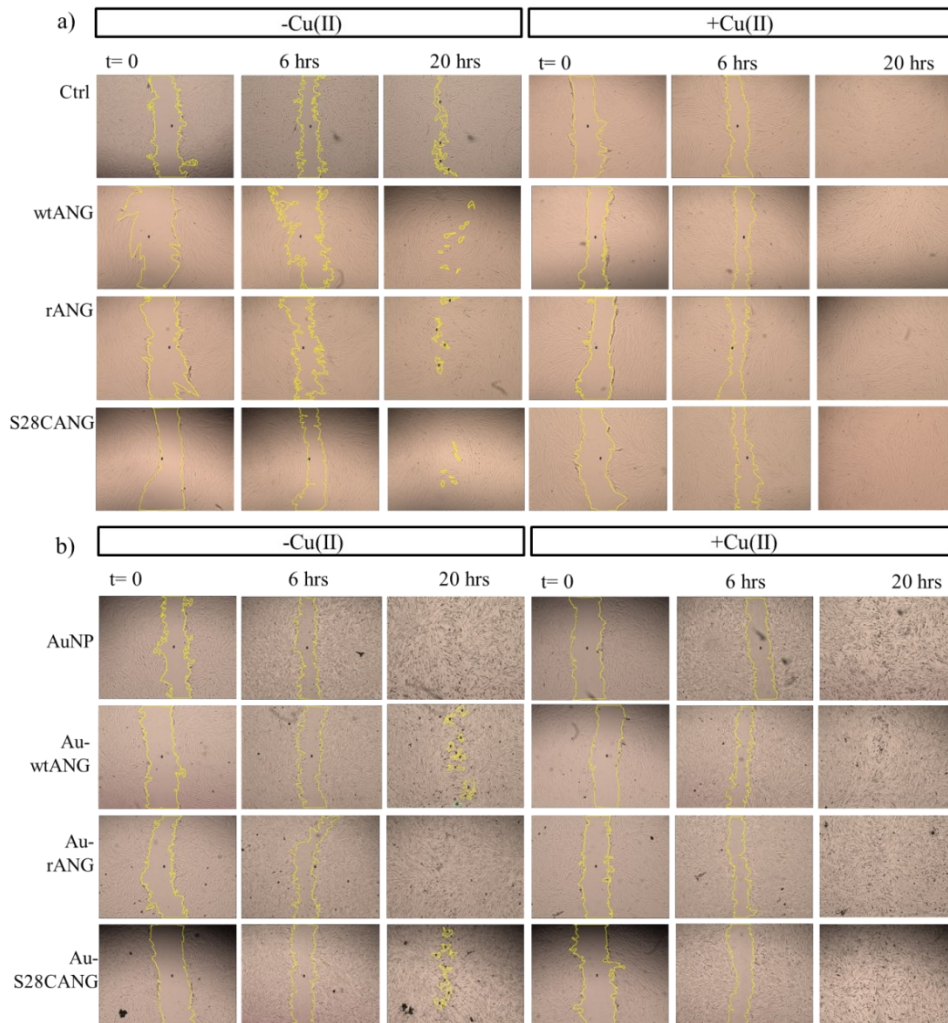 a)
-Cu(II) +Cu(II)
t= 0 6 hrs 20 hrs t= 0 6 hrs 20 hrs
Ctrl
wtANG
rANG
S28CANG
b)
-Cu(II) +Cu(II)
t= 0 6 hrs 20 hrs t= 0 6 hrs 20 hrs
AuNP
Au-
wtANG
Au-
rANG
Au-
S28CANG